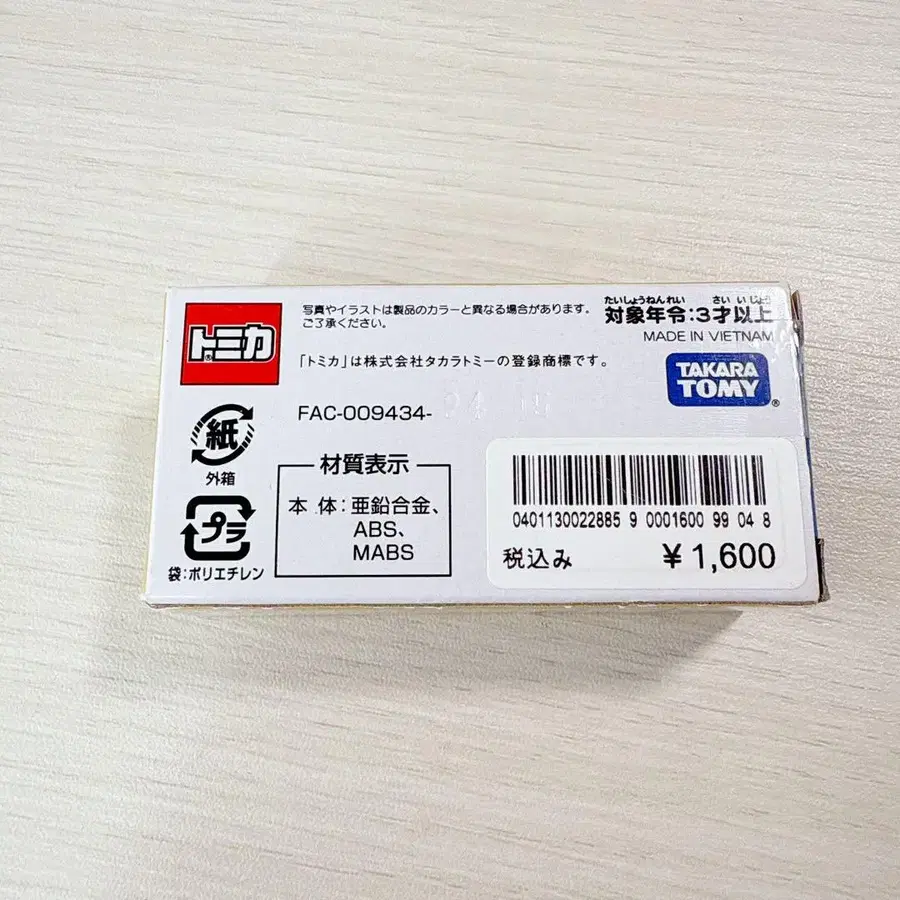 トミカ
®
写真やイラストは製品のカラーと異なる場合があります。
ご了承ください。
「トミカ」は株式会社タカラトミーの登録商標です。
FAC-009434-
たいしょうねんれい さい いじょう
対象年令:3才以上
MADE IN VIETNAM
TAKARA
TOMY
®
紙
外箱
プラ
袋:ポリエチレン
材質表示
本 体:亜鉛合金、
ABS、
MABS
0401130022885 9 0001600 99 04 8
税込み ¥1,600